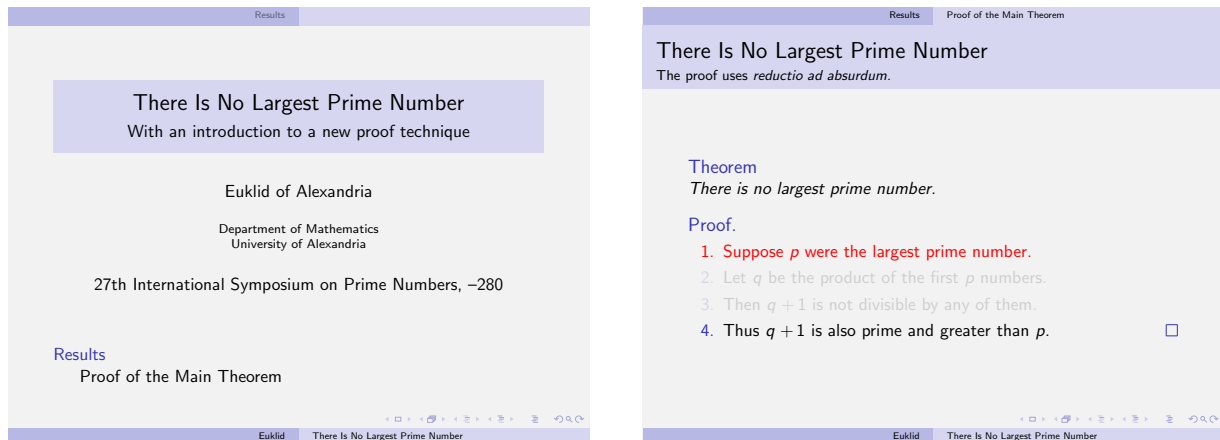 Results
There Is No Largest Prime Number
With an introduction to a new proof technique
Euklid of Alexandria
Department of Mathematics
University of Alexandria
27th International Symposium on Prime Numbers, –280
Results
Proof of the Main Theorem
Euklid There Is No Largest Prime Number
Results Proof of the Main Theorem
There Is No Largest Prime Number
The proof uses reductio ad absurdum.
Theorem
There is no largest prime number.
Proof.
1. Suppose p were the largest prime number.
2. Let q be the product of the first p numbers.
3. Then q + 1 is not divisible by any of them.
4. Thus q + 1 is also prime and greater than p. □
Euklid There Is No Largest Prime Number